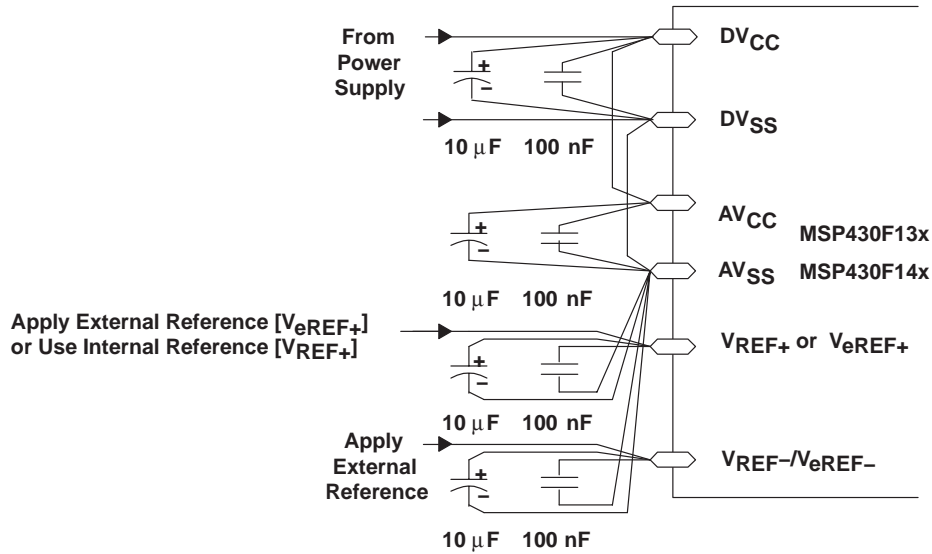 From
Power
Supply
DVCC
+
−
DVSS
10 μF 100 nF
AVCC
+
−
MSP430F13x
AVSS MSP430F14x
10 μF 100 nF
Apply External Reference [VeREF+]
or Use Internal Reference [VREF+]
VREF+ or VeREF+
+
−
10 μF 100 nF
Apply
External
Reference
VREF−/VeREF−
+
−
10 μF 100 nF